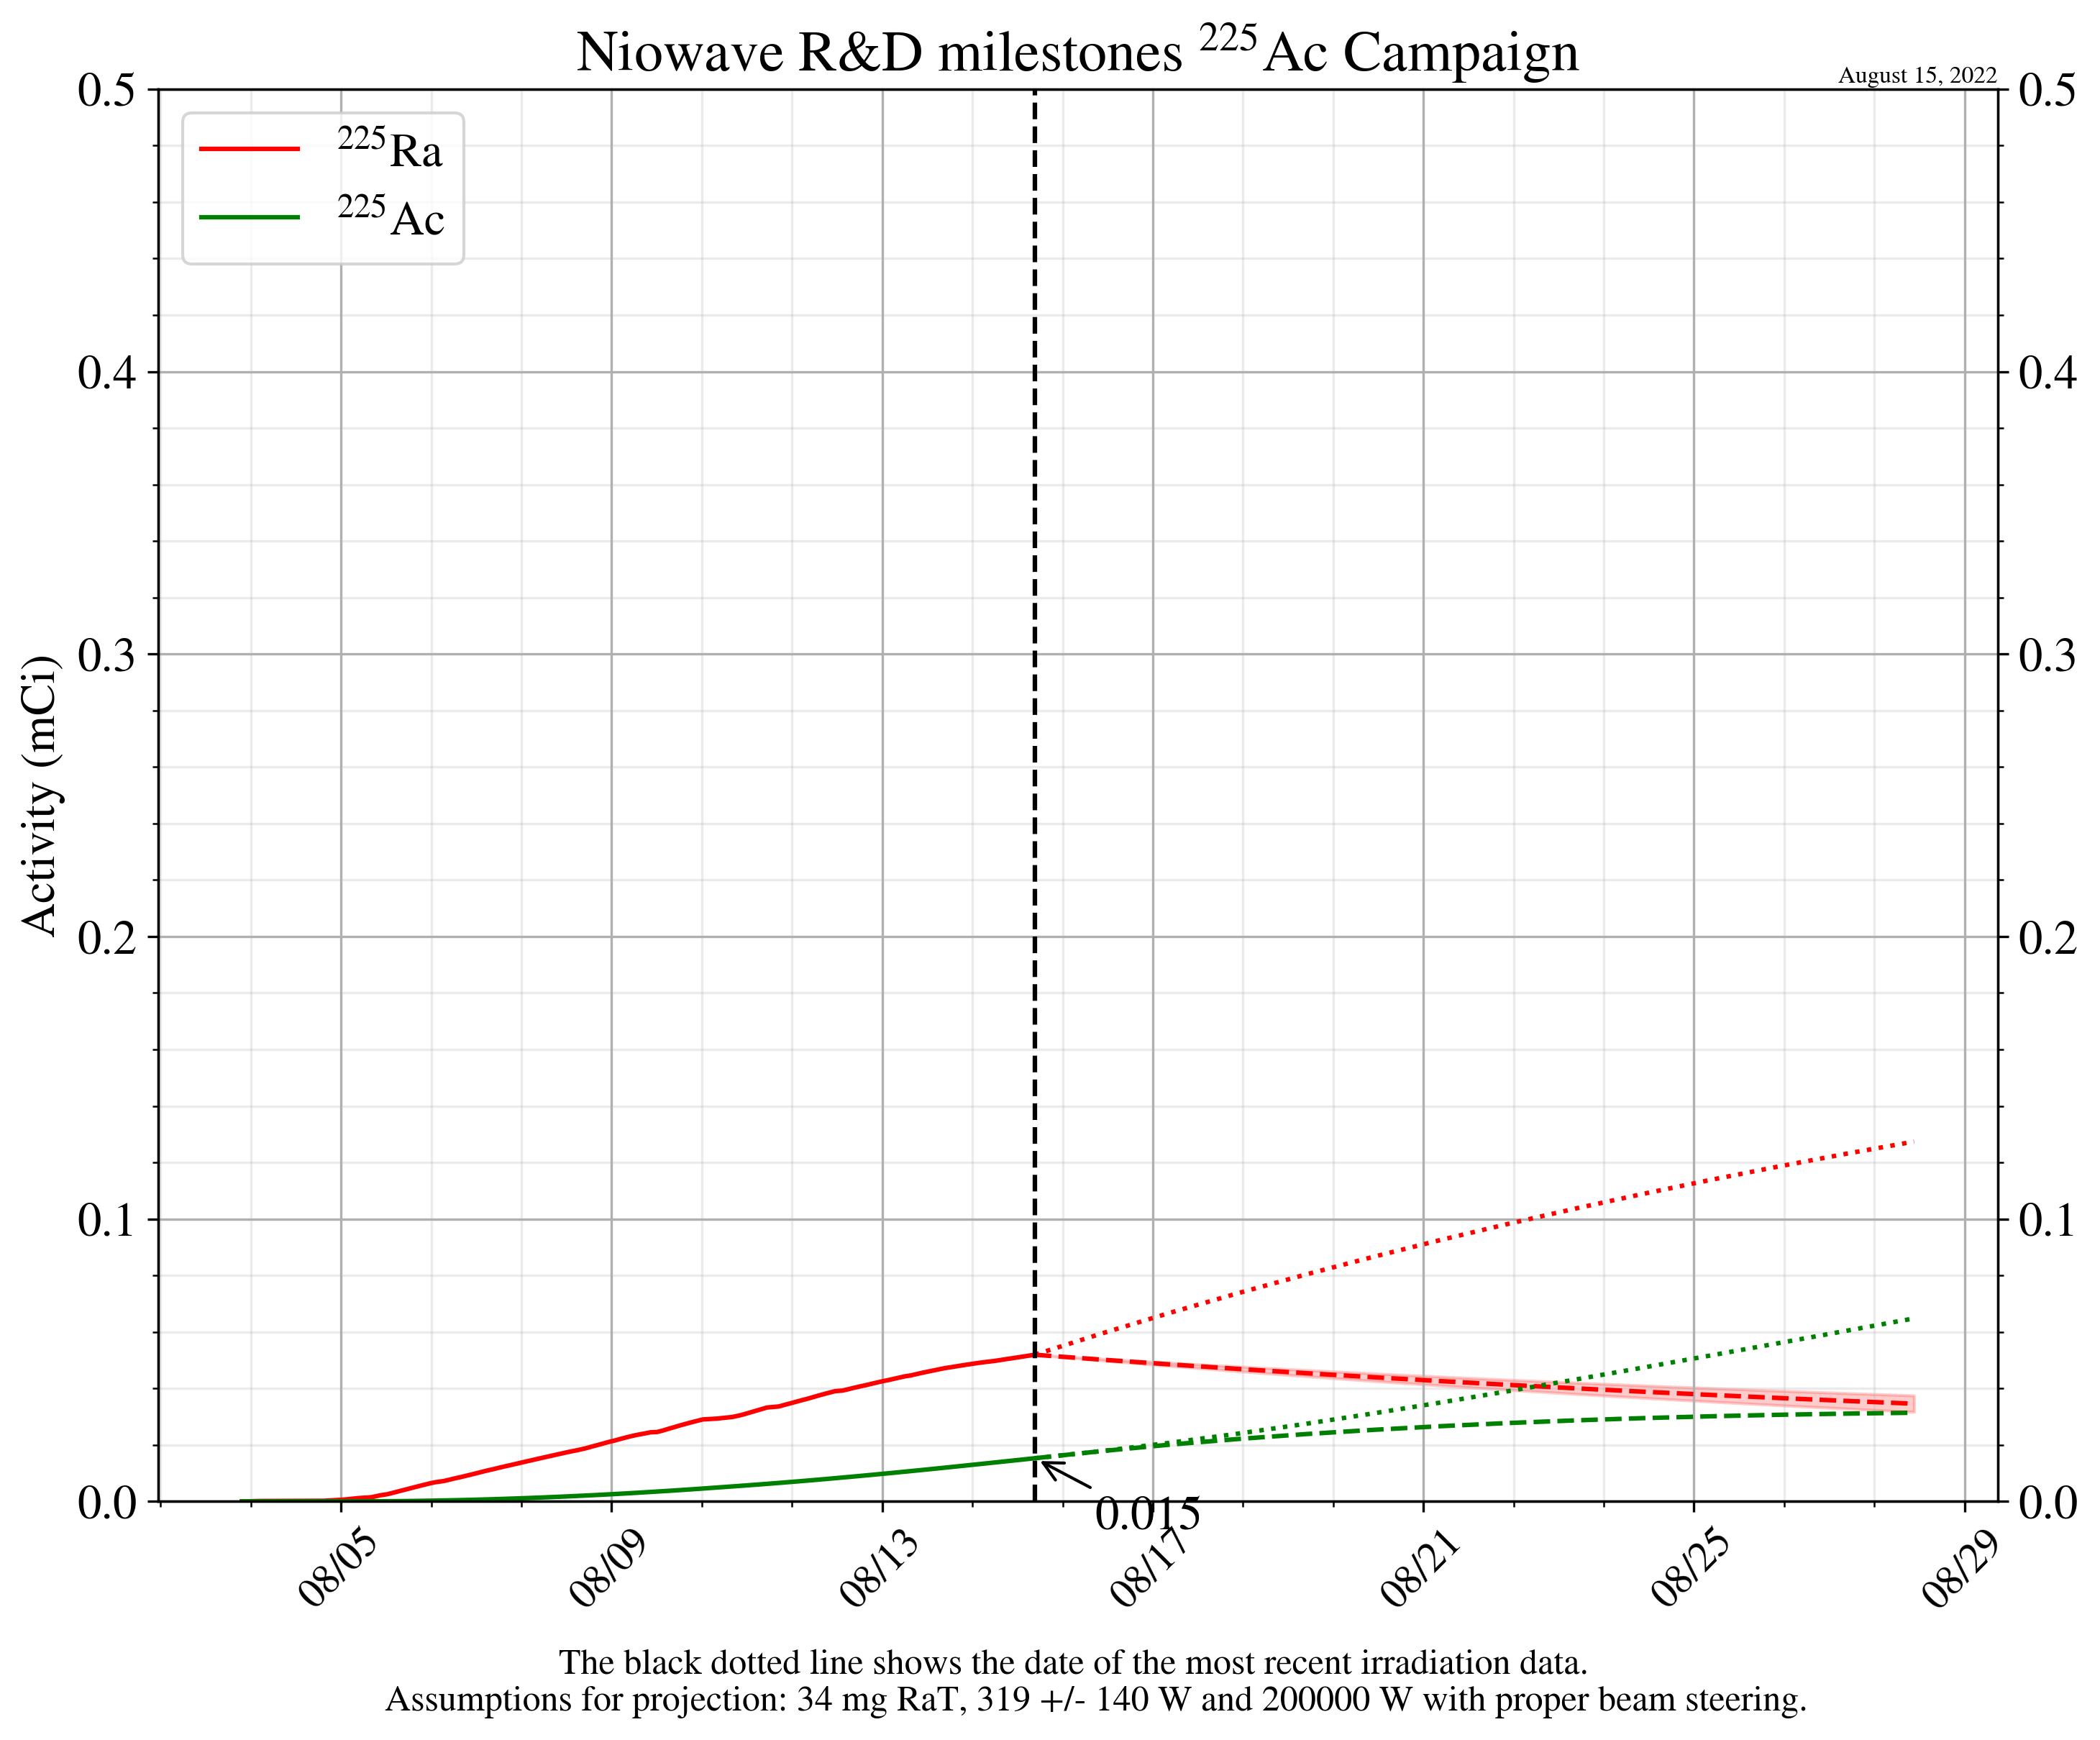 Niowave R&D milestones ²²⁵Ac Campaign
August 15, 2022
²²⁵Ra
²²⁵Ac
Activity (mCi)
0.5
0.4
0.3
0.2
0.1
0.0
0.5
0.4
0.3
0.2
0.1
0.0
0.015
08/05
08/09
08/13
08/17
08/21
08/25
08/29
The black dotted line shows the date of the most recent irradiation data.
Assumptions for projection: 34 mg RaT, 319 +/- 140 W and 200000 W with proper beam steering.